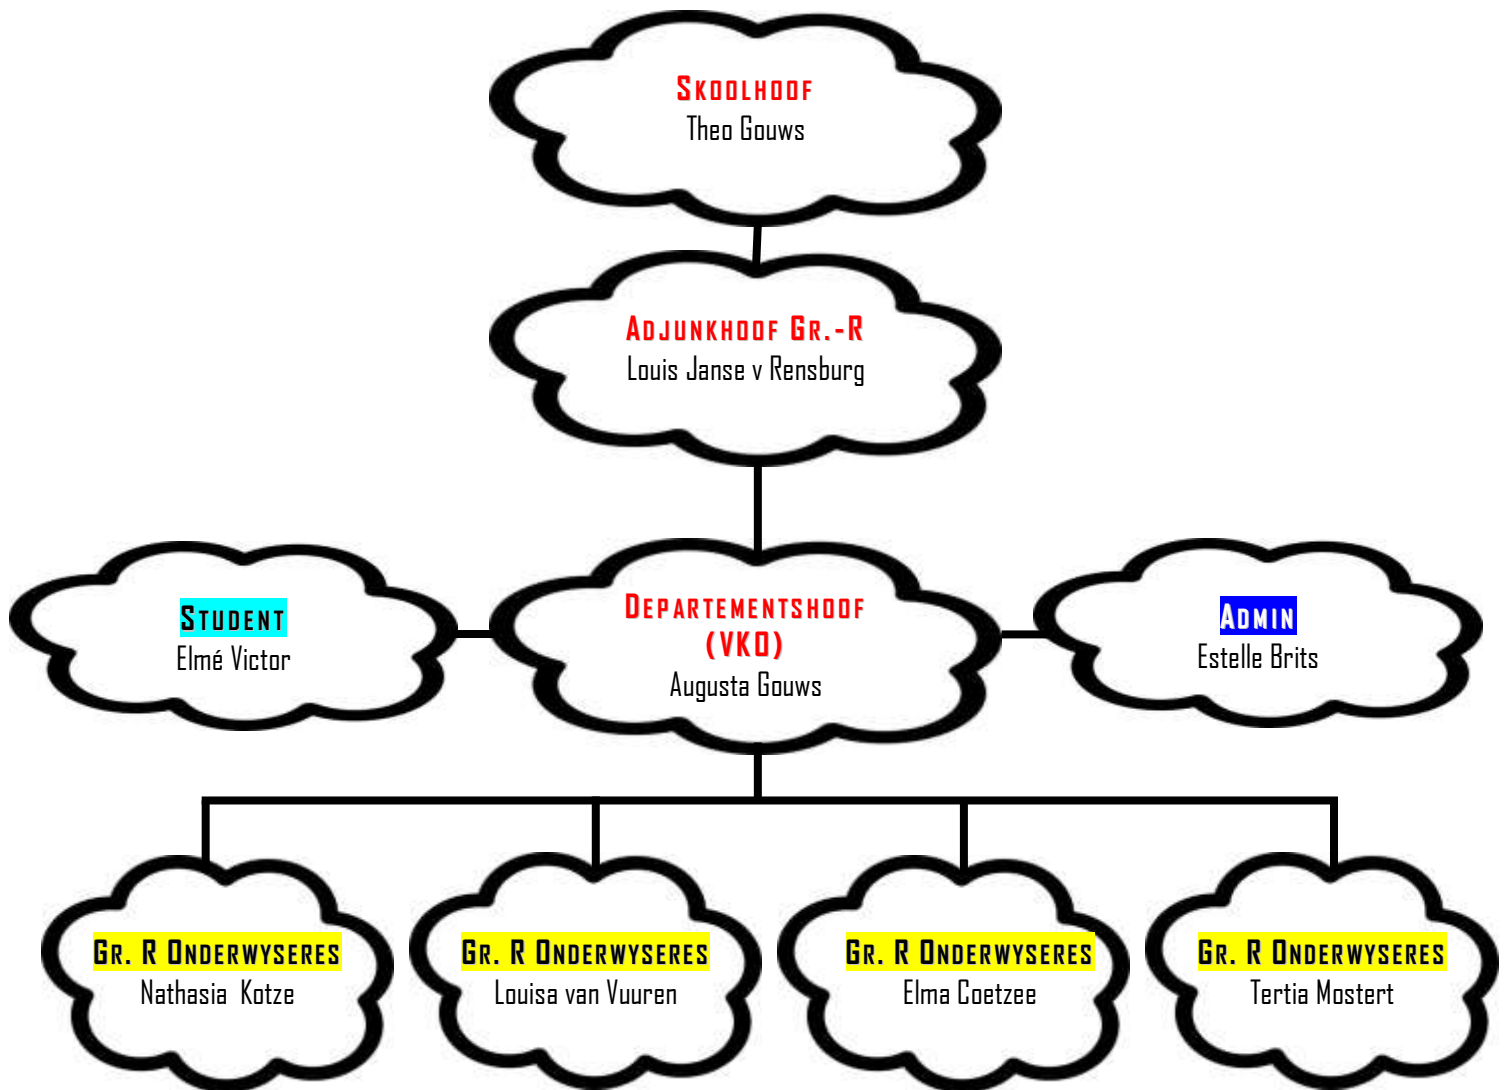 SKOOLHOOF
Theo Gouws
ADJUNKHOOF GR.-R
Louis Janse v Rensburg
STUDENT
Elmé Victor
DEPARTEMENTSHOOF
(VKO)
Augusta Gouws
ADMIN
Estelle Brits
GR. R ONDERWYSERES
Nathasia Kotze
GR. R ONDERWYSERES
Louisa van Vuuren
GR. R ONDERWYSERES
Elma Coetzee
GR. R ONDERWYSERES
Tertia Mostert